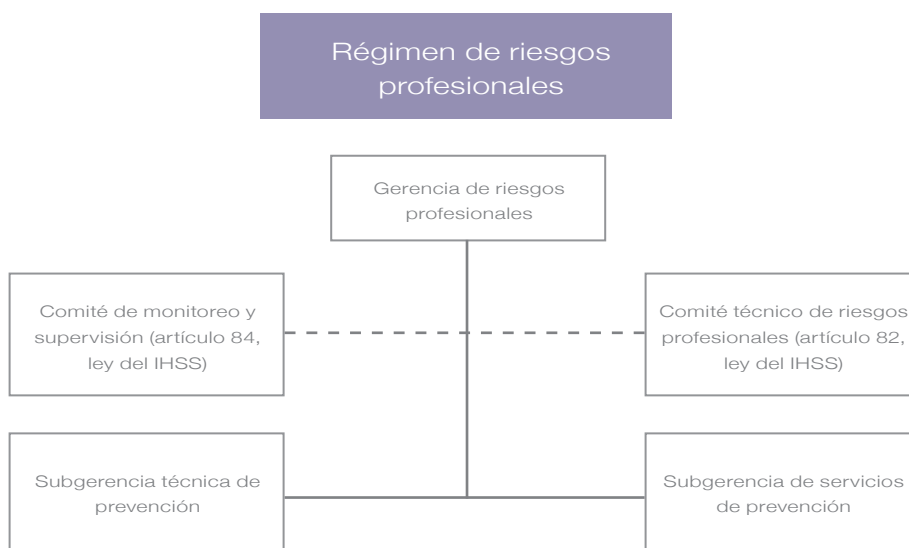 Régimen de riesgos
profesionales
Gerencia de riesgos
profesionales
Comité de monitoreo y
supervisión (artículo 84,
ley del IHSS)
Comité técnico de riesgos
profesionales (artículo 82,
ley del IHSS)
Subgerencia técnica de
prevención
Subgerencia de servicios
de prevención